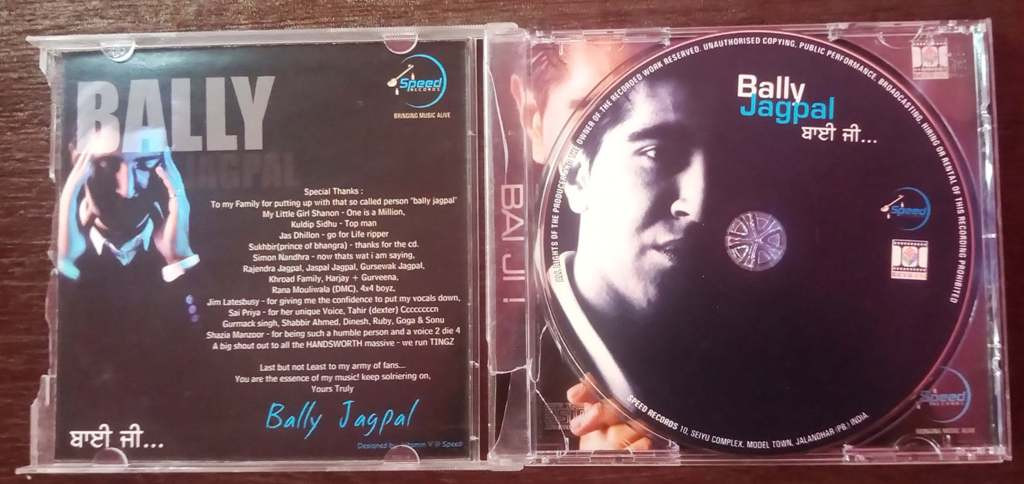 BALLY
JAGPAL
Speed
RECORDS
BRINGING MUSIC ALIVE
Special Thanks :
To my Family for putting up with that so called person "bally jagpal"
My Little Girl Shanon - One is a Million,
Kuldip Sidhu - Top man
Jas Dhillon - go for Life ripper
Sukhbir(prince of bhangra) - thanks for the cd.
Simon Nandhra - now thats wat i am saying,
Rajendra Jagpal, Jaspal Jagpal, Gursewak Jagpal,
Khroad Family, Harjay + Gurveena,
Rana Mouliwala (DMC), 4x4 boyz,
Jim Latesbusy - for giving me the confidence to put my vocals down,
Sai Priya - for her unique Voice, Tahir (dexter) Ccccccccn
Gurmack singh, Shabbir Ahmed, Dinesh, Ruby, Goga & Sonu
Shazia Manzoor - for being such a humble person and a voice 2 die 4
A big shout out to all the HANDSWORTH massive - we run TINGZ
Last but not Least to my army of fans...
You are the essence of my music! keep solriering on,
Yours Truly
Bally Jagpal
ਬਾਈ ਜੀ...
Designed by: Vitamin V @ Speed
BAI JI !
ALL RIGHTS OF THE PRODUCER AND THE OWNER OF THE RECORDED WORK RESERVED. UNAUTHORISED COPYING, PUBLIC PERFORMANCE, BROADCASTING, HIRING OR RENTAL OF THIS RECORDING PROHIBITED
Bally
Jagpal
ਬਾਈ ਜੀ...
Speed
RECORDS
SPEED RECORDS 10, SEIYU COMPLEX, MODEL TOWN, JALANDHAR (PB.) INDIA
Speed
RECORDS
BRINGING MUSIC ALIVE